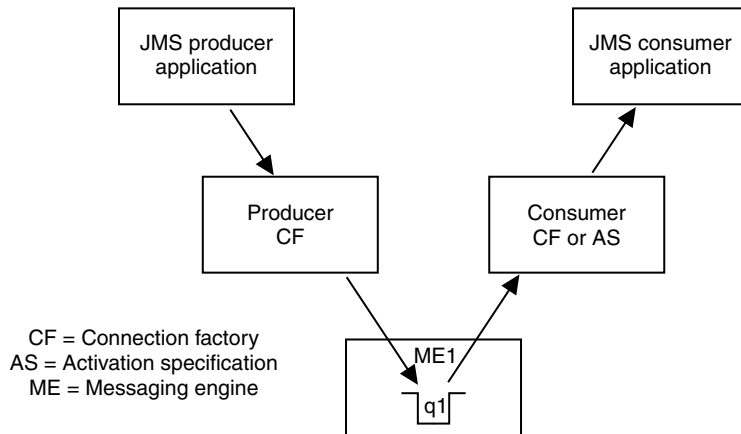 JMS producer
application
JMS consumer
application
Producer
CF
Consumer
CF or AS
CF = Connection factory
AS = Activation specification
ME = Messaging engine
ME1
q1